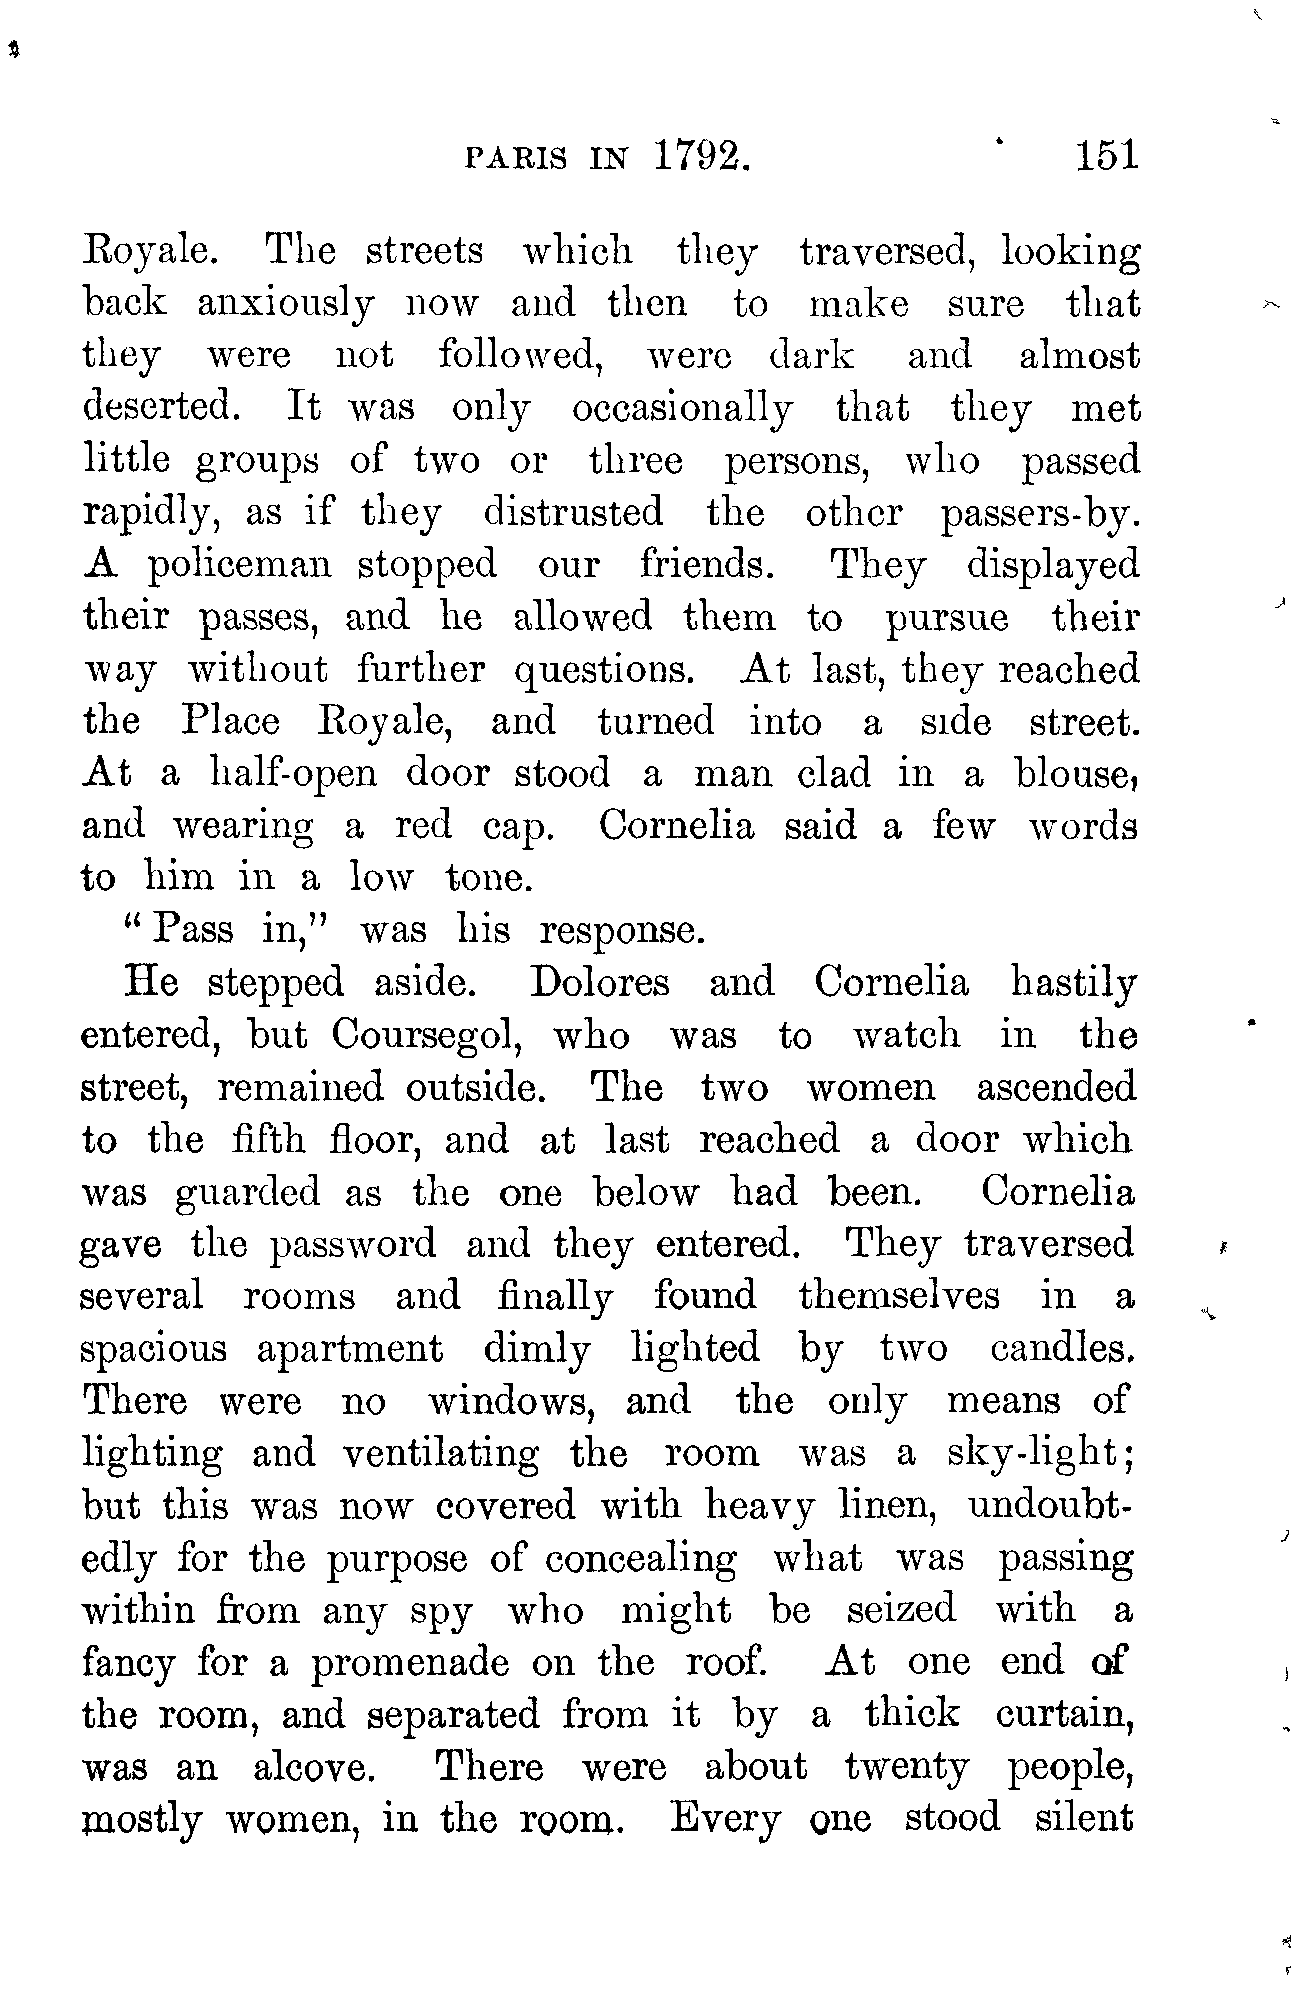 PARIS IN 1792. 151
Royale. The streets which they traversed, looking
back anxiously now and then to make sure that
they were not followed, were dark and almost
deserted. It was only occasionally that they met
little groups of two or three persons, who passed
rapidly, as if they distrusted the other passers-by.
A policeman stopped our friends. They displayed
their passes, and he allowed them to pursue their
way without further questions. At last, they reached
the Place Royale, and turned into a side street.
At a half-open door stood a man clad in a blouse,
and wearing a red cap. Cornelia said a few words
to him in a low tone.
“Pass in,” was his response.
He stepped aside. Dolores and Cornelia hastily
entered, but Coursegol, who was to watch in the
street, remained outside. The two women ascended
to the fifth floor, and at last reached a door which
was guarded as the one below had been. Cornelia
gave the password and they entered. They traversed
several rooms and finally found themselves in a
spacious apartment dimly lighted by two candles.
There were no windows, and the only means of
lighting and ventilating the room was a sky-light;
but this was now covered with heavy linen, undoubt-
edly for the purpose of concealing what was passing
within from any spy who might be seized with a
fancy for a promenade on the roof. At one end of
the room, and separated from it by a thick curtain,
was an alcove. There were about twenty people,
mostly women, in the room. Every one stood silent